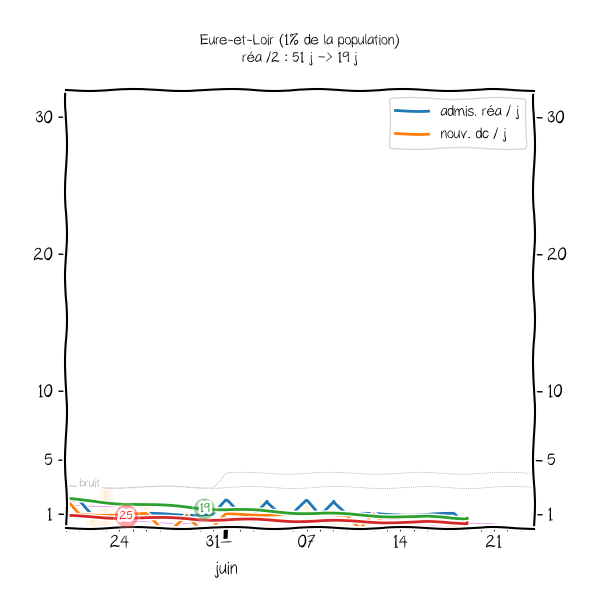 Eure-et-Loir (1% de la population)
réa /2 : 51 j -> 19 j
admis. réa / j
nouv. dc / j
30 30
20 20
10 10
5 5
bruit
19
25
1 1
24 31 07 14 21
juin